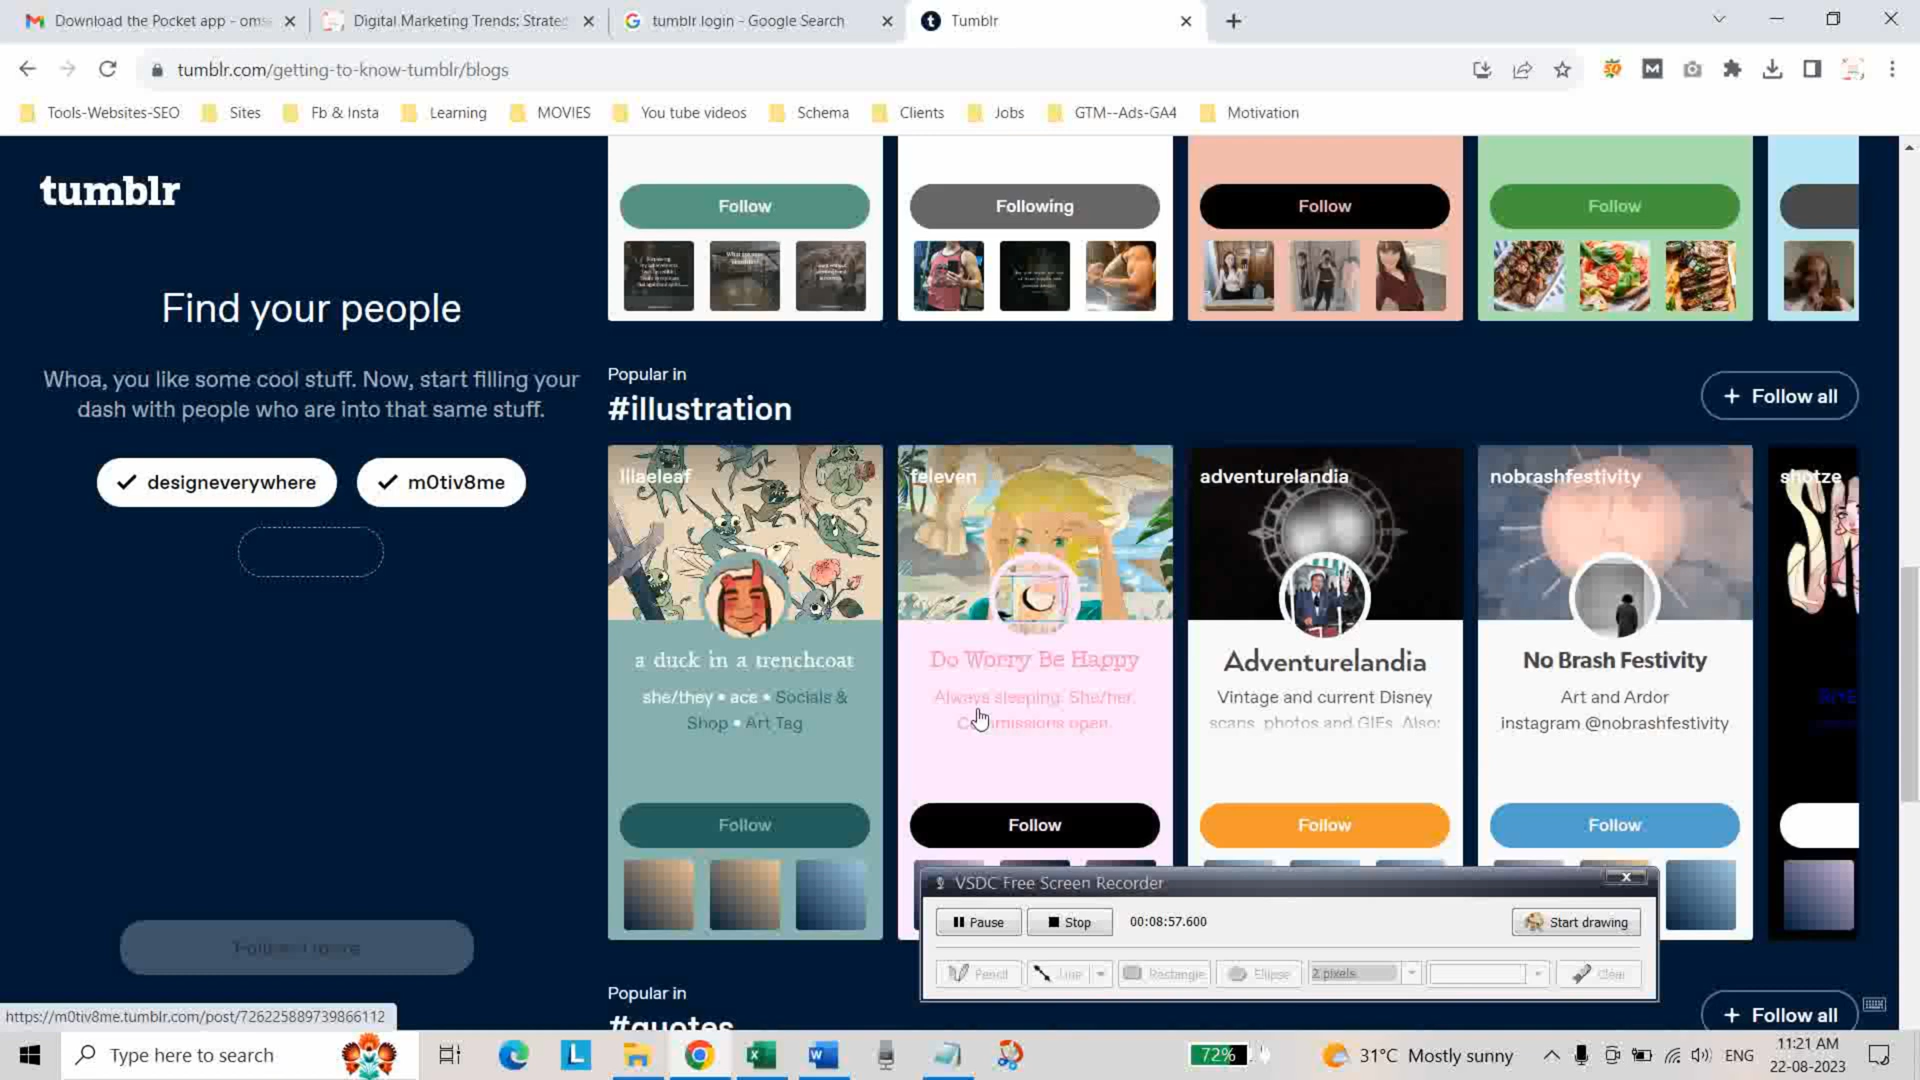 Download the Pocket app - oms
Digital Marketing Trends: Strate
tumblr login - Google Search
Tumblr
tumblr.com/getting-to-know-tumblr/blogs
Tools-Websites-SEO
Sites
Fb & Insta
Learning
MOVIES
You tube videos
Schema
Clients
Jobs
GTM--Ads-GA4
Motivation
tumblr
Find your people
Whoa, you like some cool stuff. Now, start filling your
dash with people who are into that same stuff.
designeverywhere
m0tiv8me
Follow
Following
Follow
Follow
Popular in
#illustration
+ Follow all
feleven
adventurelandia
nobrashfestivity
shotze
a duck in a trenchcoat
she/they • ace • Socials &
Shop • Art Tag
Follow
Do Worry Be Happy
Always sleeping. She/her.
Commissions open.
Follow
Adventurelandia
Vintage and current Disney
scans, photos and GIFs. Also:
Follow
No Brash Festivity
Art and Ardor
instagram @nobrashfestivity
Follow
VSDC Free Screen Recorder
Pause
Stop
00:08:57.600
Start drawing
Pencil
Line
Rectangle
Ellipse
2 pixels
Clear
Popular in
#quotes
+ Follow all
https://m0tiv8me.tumblr.com/post/726225889739866112
Type here to search
72%
31°C Mostly sunny
ENG
11:21 AM
22-08-2023